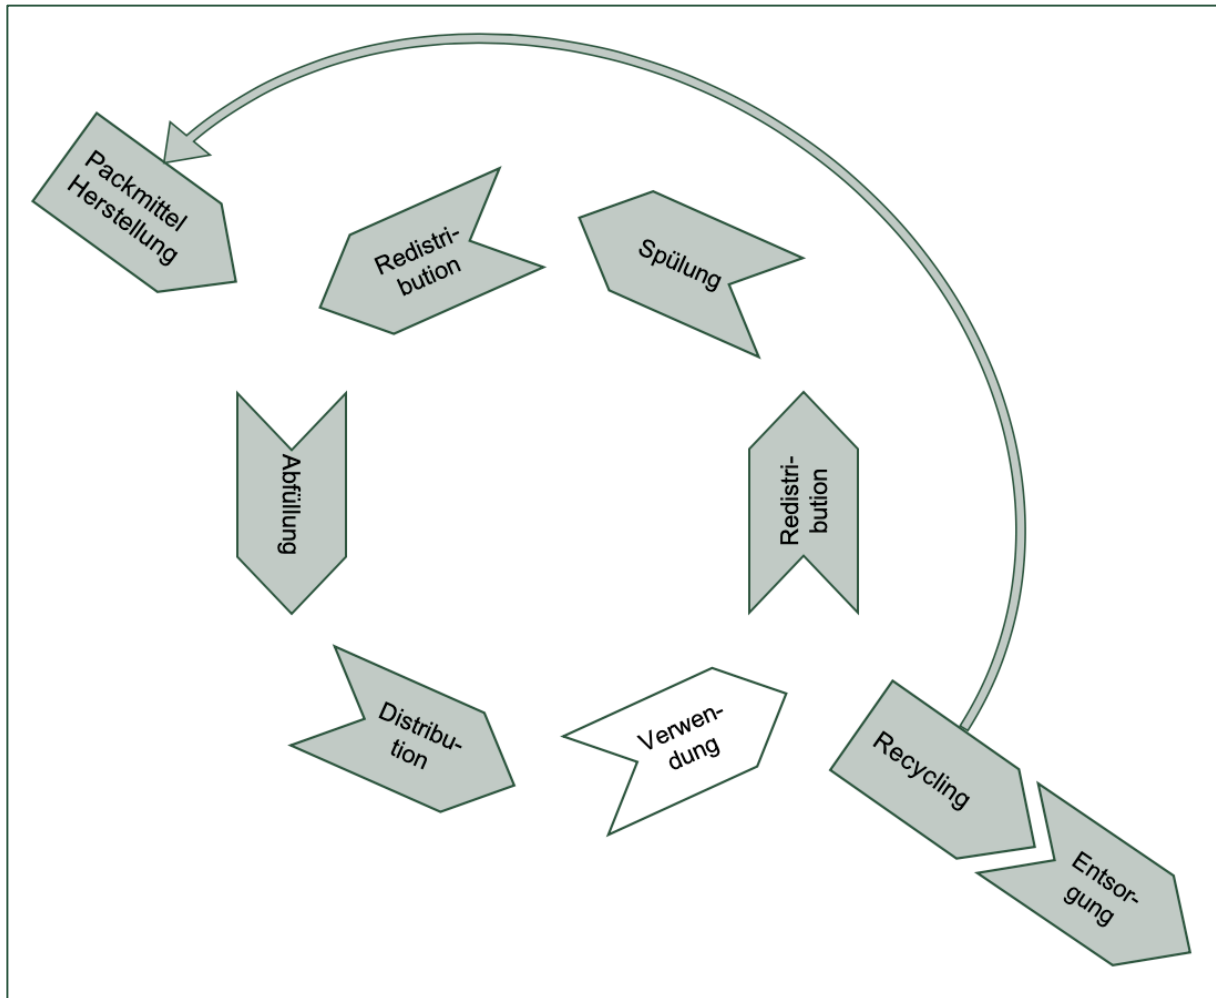 Packmittel
Herstellung
Redistri-
bution
Spülung
Abfüllung
Redistri-
bution
Distribu-
tion
Verwen-
dung
Recycling
Entsor-
gung